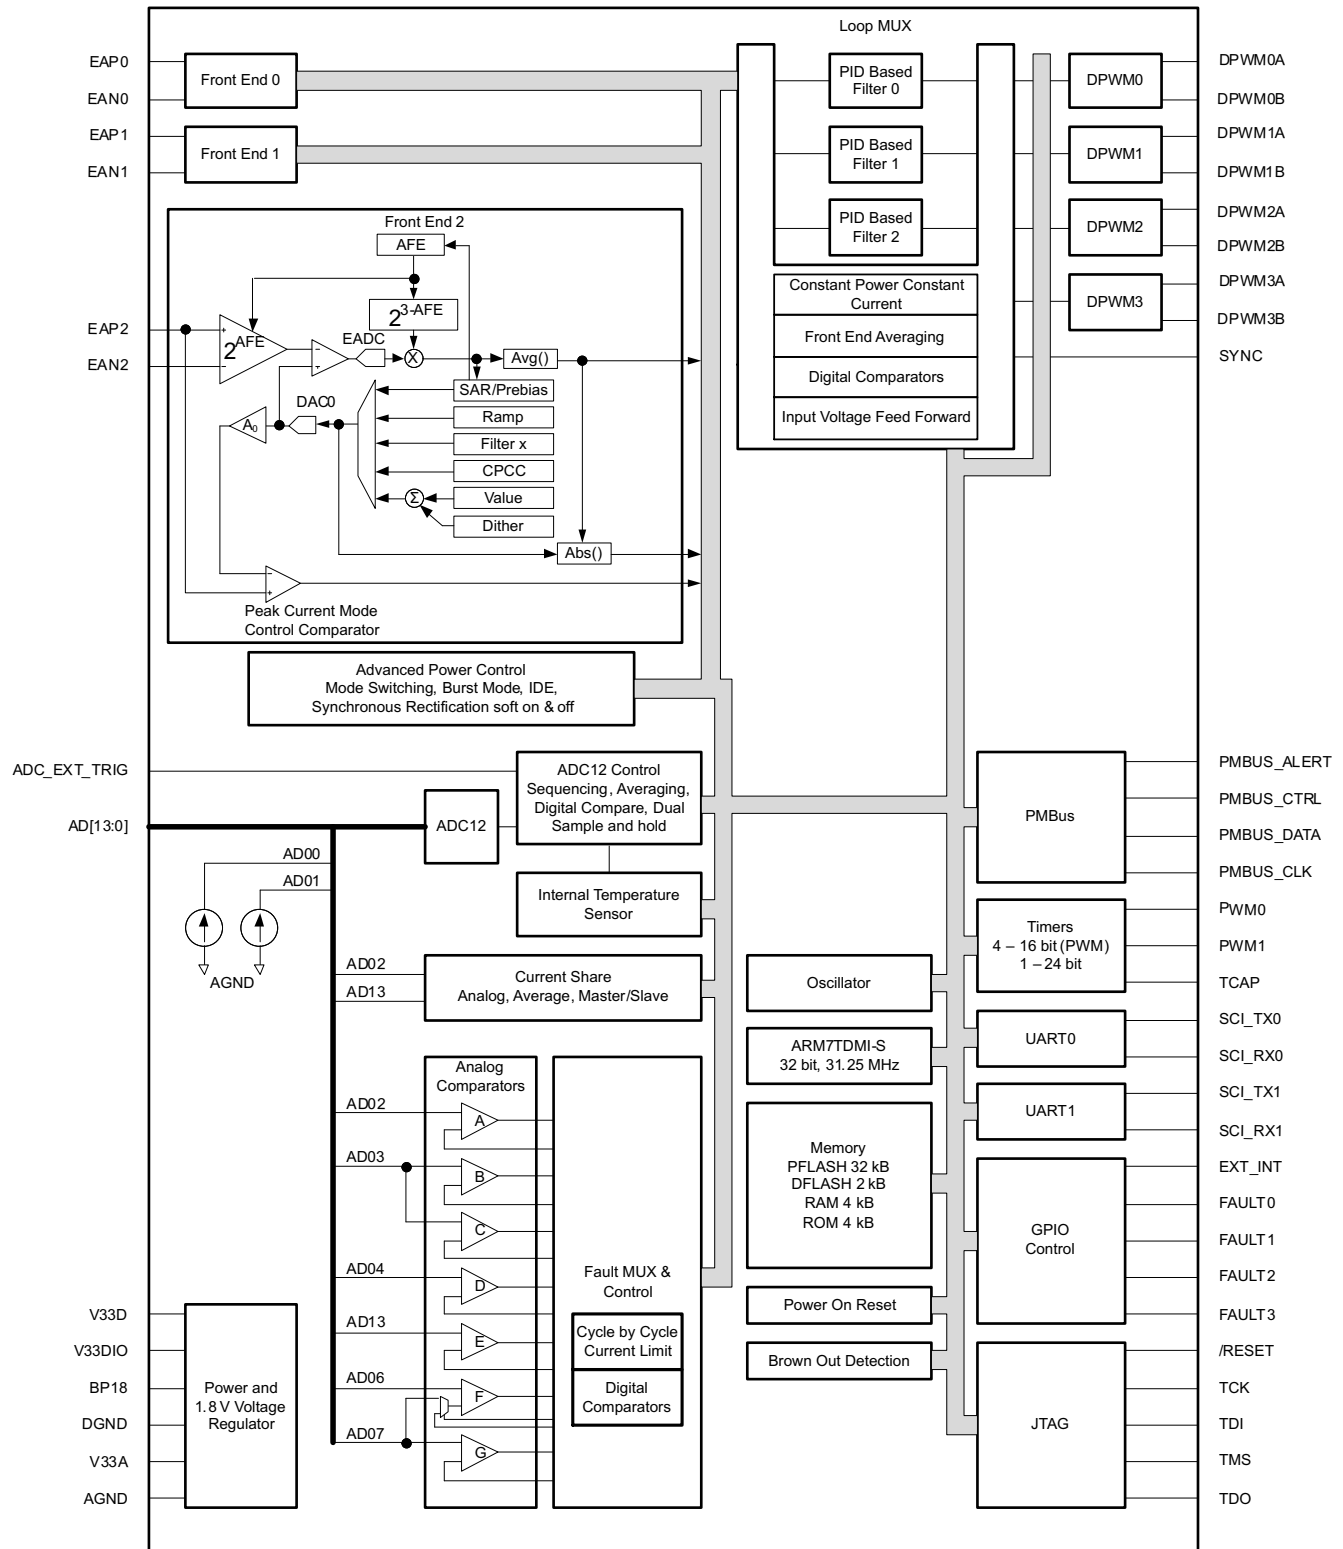 Loop MUX
EAP0
EAN0
EAP1
EAN1
EAP2
EAN2
ADC_EXT_TRIG
AD[13:0]
V33D
V33DIO
BP18
DGND
V33A
AGND
Front End 0
Front End 1
Front End 2
AFE
2^3-AFE
2^AFE
EADC
X
Avg()
SAR/Prebias
Ramp
Filter x
CPCC
Value
Dither
Σ
DAC0
A₀
Abs()
+
−
−
+
−
+
Peak Current Mode
Control Comparator
Advanced Power Control
Mode Switching, Burst Mode, IDE,
Synchronous Rectification soft on & off
PID Based
Filter 0
PID Based
Filter 1
PID Based
Filter 2
Constant Power Constant
Current
Front End Averaging
Digital Comparators
Input Voltage Feed Forward
DPWM0
DPWM1
DPWM2
DPWM3
DPWM0A
DPWM0B
DPWM1A
DPWM1B
DPWM2A
DPWM2B
DPWM3A
DPWM3B
SYNC
ADC12 Control
Sequencing, Averaging,
Digital Compare, Dual
Sample and hold
ADC12
AD00
AD01
AGND
Internal Temperature
Sensor
AD02
AD13
Current Share
Analog, Average, Master/Slave
Analog
Comparators
AD02
AD03
AD04
AD13
AD06
AD07
A
B
C
D
E
F
G
Fault MUX &
Control
Cycle by Cycle
Current Limit
Digital
Comparators
Power and
1.8 V Voltage
Regulator
Oscillator
ARM7TDMI-S
32 bit, 31.25 MHz
Memory
PFLASH 32 kB
DFLASH 2 kB
RAM 4 kB
ROM 4 kB
Power On Reset
Brown Out Detection
PMBus
Timers
4 – 16 bit (PWM)
1 – 24 bit
UART0
UART1
GPIO
Control
JTAG
PMBUS_ALERT
PMBUS_CTRL
PMBUS_DATA
PMBUS_CLK
PWM0
PWM1
TCAP
SCI_TX0
SCI_RX0
SCI_TX1
SCI_RX1
EXT_INT
FAULT0
FAULT1
FAULT2
FAULT3
/RESET
TCK
TDI
TMS
TDO